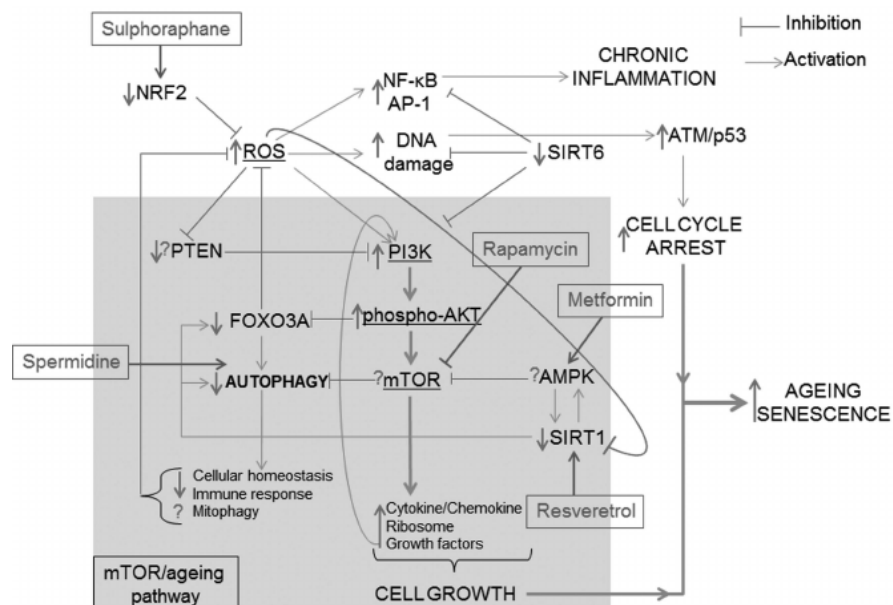 Sulphoraphane
NRF2
ROS
NF-κB
AP-1
CHRONIC
INFLAMMATION
Inhibition
Activation
DNA
damage
SIRT6
ATM/p53
CELL CYCLE
ARREST
?PTEN
PI3K
Rapamycin
Metformin
FOXO3A
phospho-AKT
Spermidine
AUTOPHAGY
?mTOR
?AMPK
AGEING
SENESCENCE
SIRT1
Cellular homeostasis
Immune response
? Mitophagy
Cytokine/Chemokine
Ribosome
Growth factors
Resveretrol
mTOR/ageing
pathway
CELL GROWTH